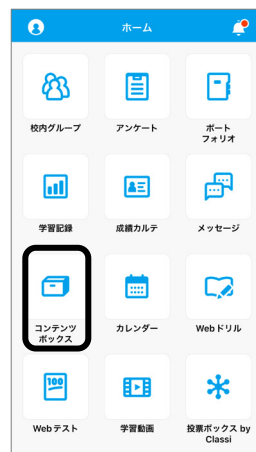 ホーム
校内グループ
アンケート
ポート
フォリオ
学習記録
成績カルテ
メッセージ
コンテンツ
ボックス
カレンダー
Webドリル
100
Webテスト
学習動画
投票ボックス by
Classi